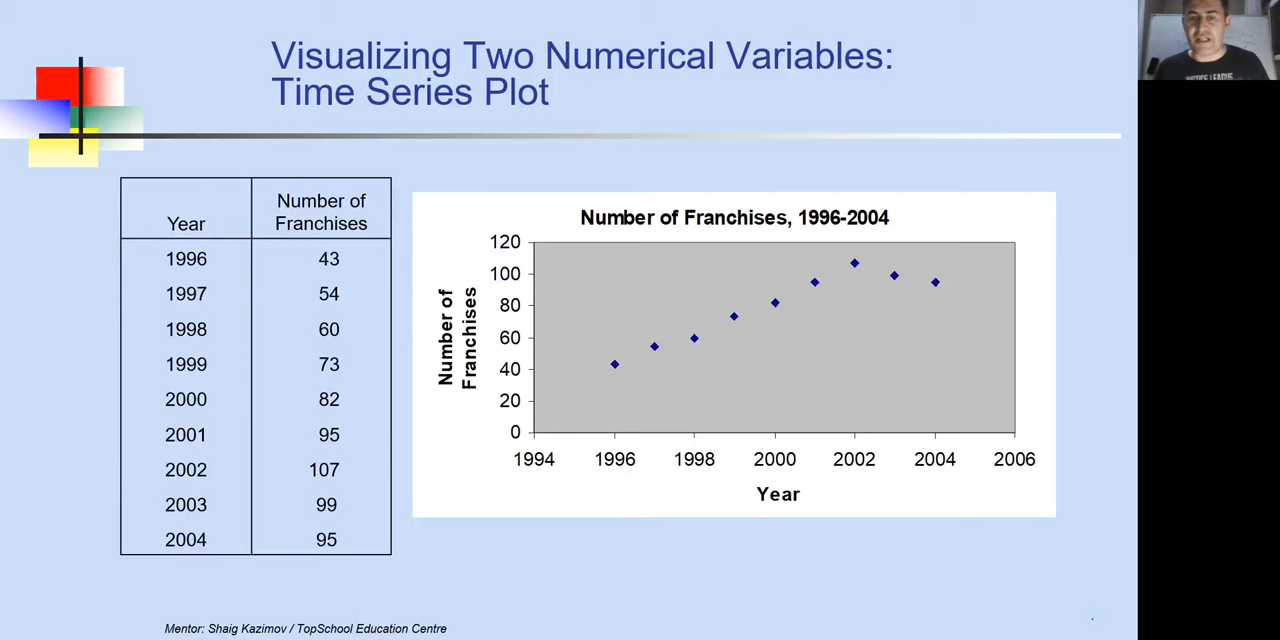 Visualizing Two Numerical Variables:
Time Series Plot
Year Number of Franchises
1996 43
1997 54
1998 60
1999 73
2000 82
2001 95
2002 107
2003 99
2004 95
Number of Franchises, 1996-2004
Number of
Franchises
120
100
80
60
40
20
0
1994 1996 1998 2000 2002 2004 2006
Year
Mentor: Shaig Kazimov / TopSchool Education Centre
LEAGUE